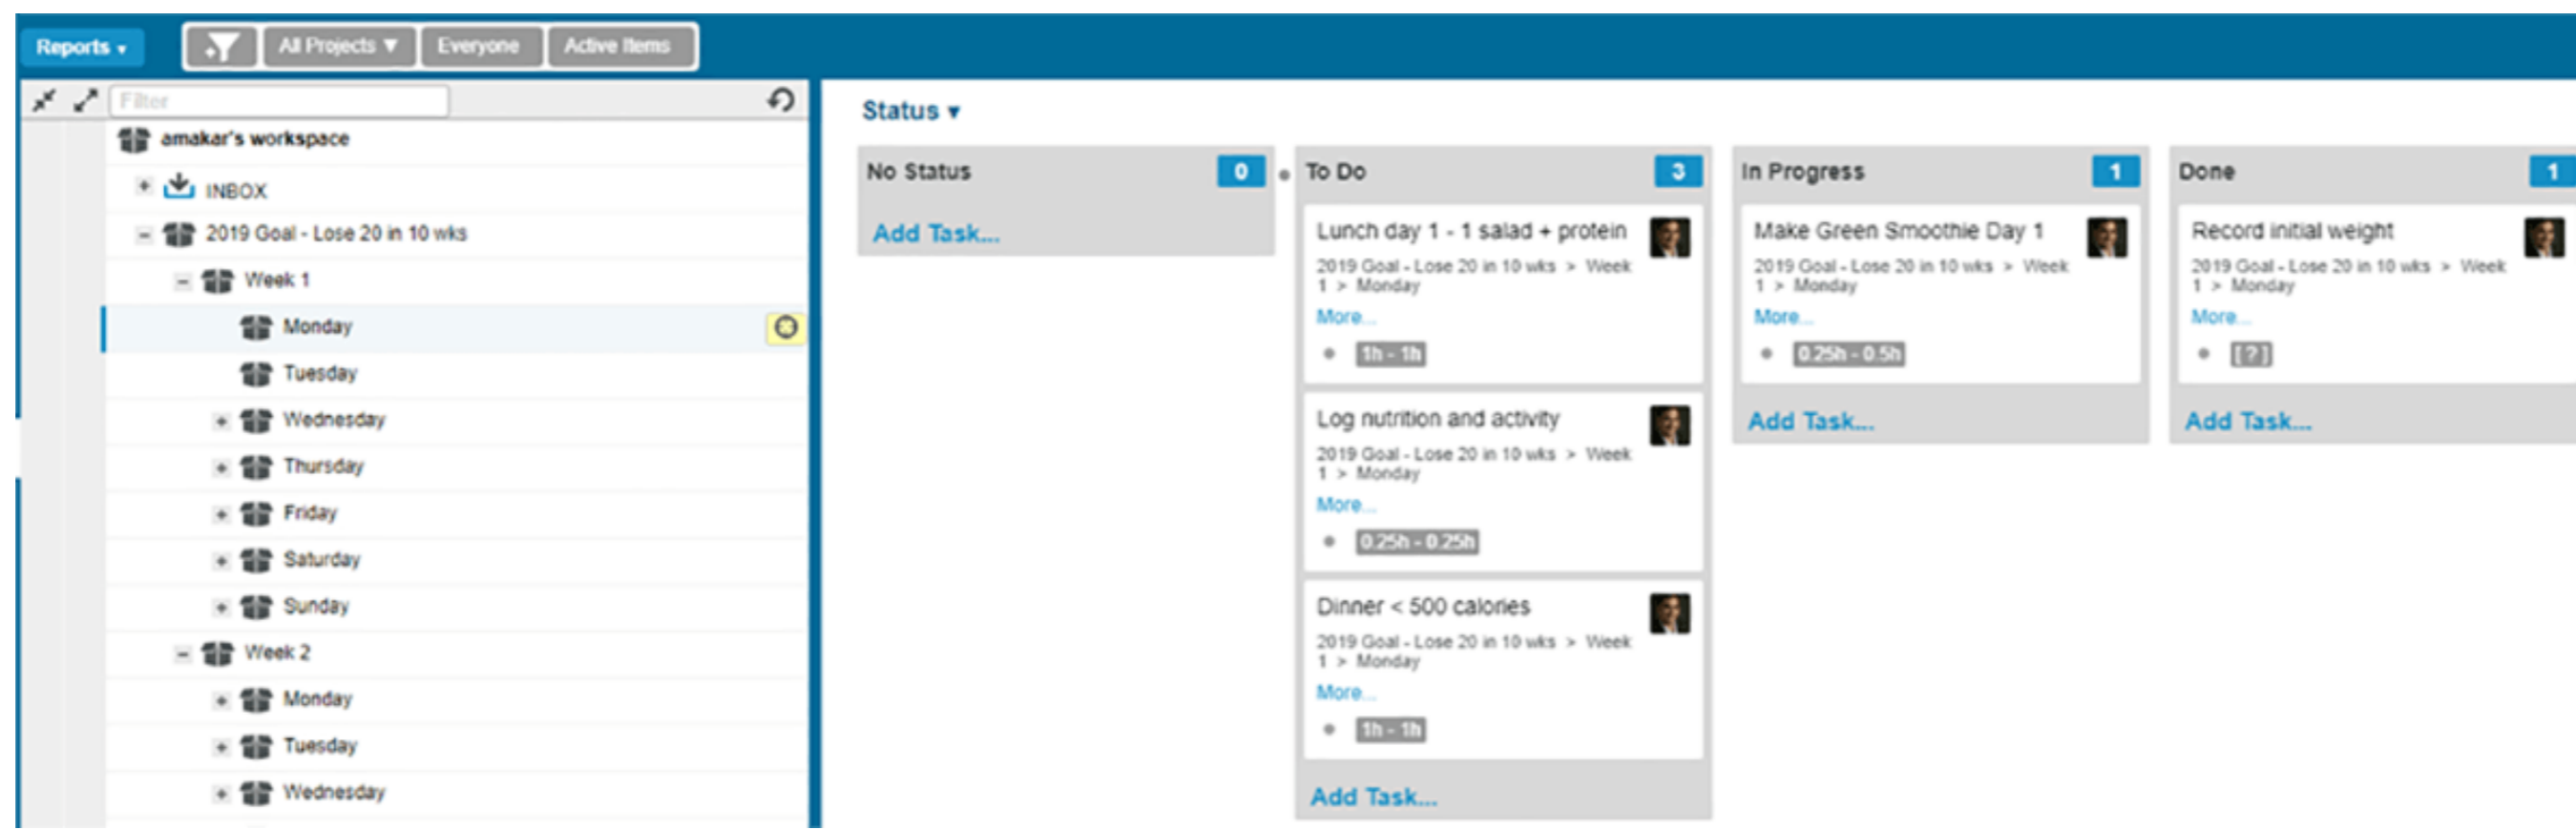 Reports ▾
All Projects ▼
Everyone
Active Items
Filter
amakar's workspace
INBOX
2019 Goal - Lose 20 in 10 wks
Week 1
Monday
Tuesday
Wednesday
Thursday
Friday
Saturday
Sunday
Week 2
Monday
Tuesday
Wednesday
Status ▾
No Status 0
Add Task...
To Do 3
Lunch day 1 - 1 salad + protein
2019 Goal - Lose 20 in 10 wks > Week
1 > Monday
More...
1h - 1h
Log nutrition and activity
2019 Goal - Lose 20 in 10 wks > Week
1 > Monday
More...
0.25h - 0.25h
Dinner < 500 calories
2019 Goal - Lose 20 in 10 wks > Week
1 > Monday
More...
1h - 1h
Add Task...
In Progress 1
Make Green Smoothie Day 1
2019 Goal - Lose 20 in 10 wks > Week
1 > Monday
More...
0.25h - 0.5h
Add Task...
Done 1
Record initial weight
2019 Goal - Lose 20 in 10 wks > Week
1 > Monday
More...
[ ? ]
Add Task...